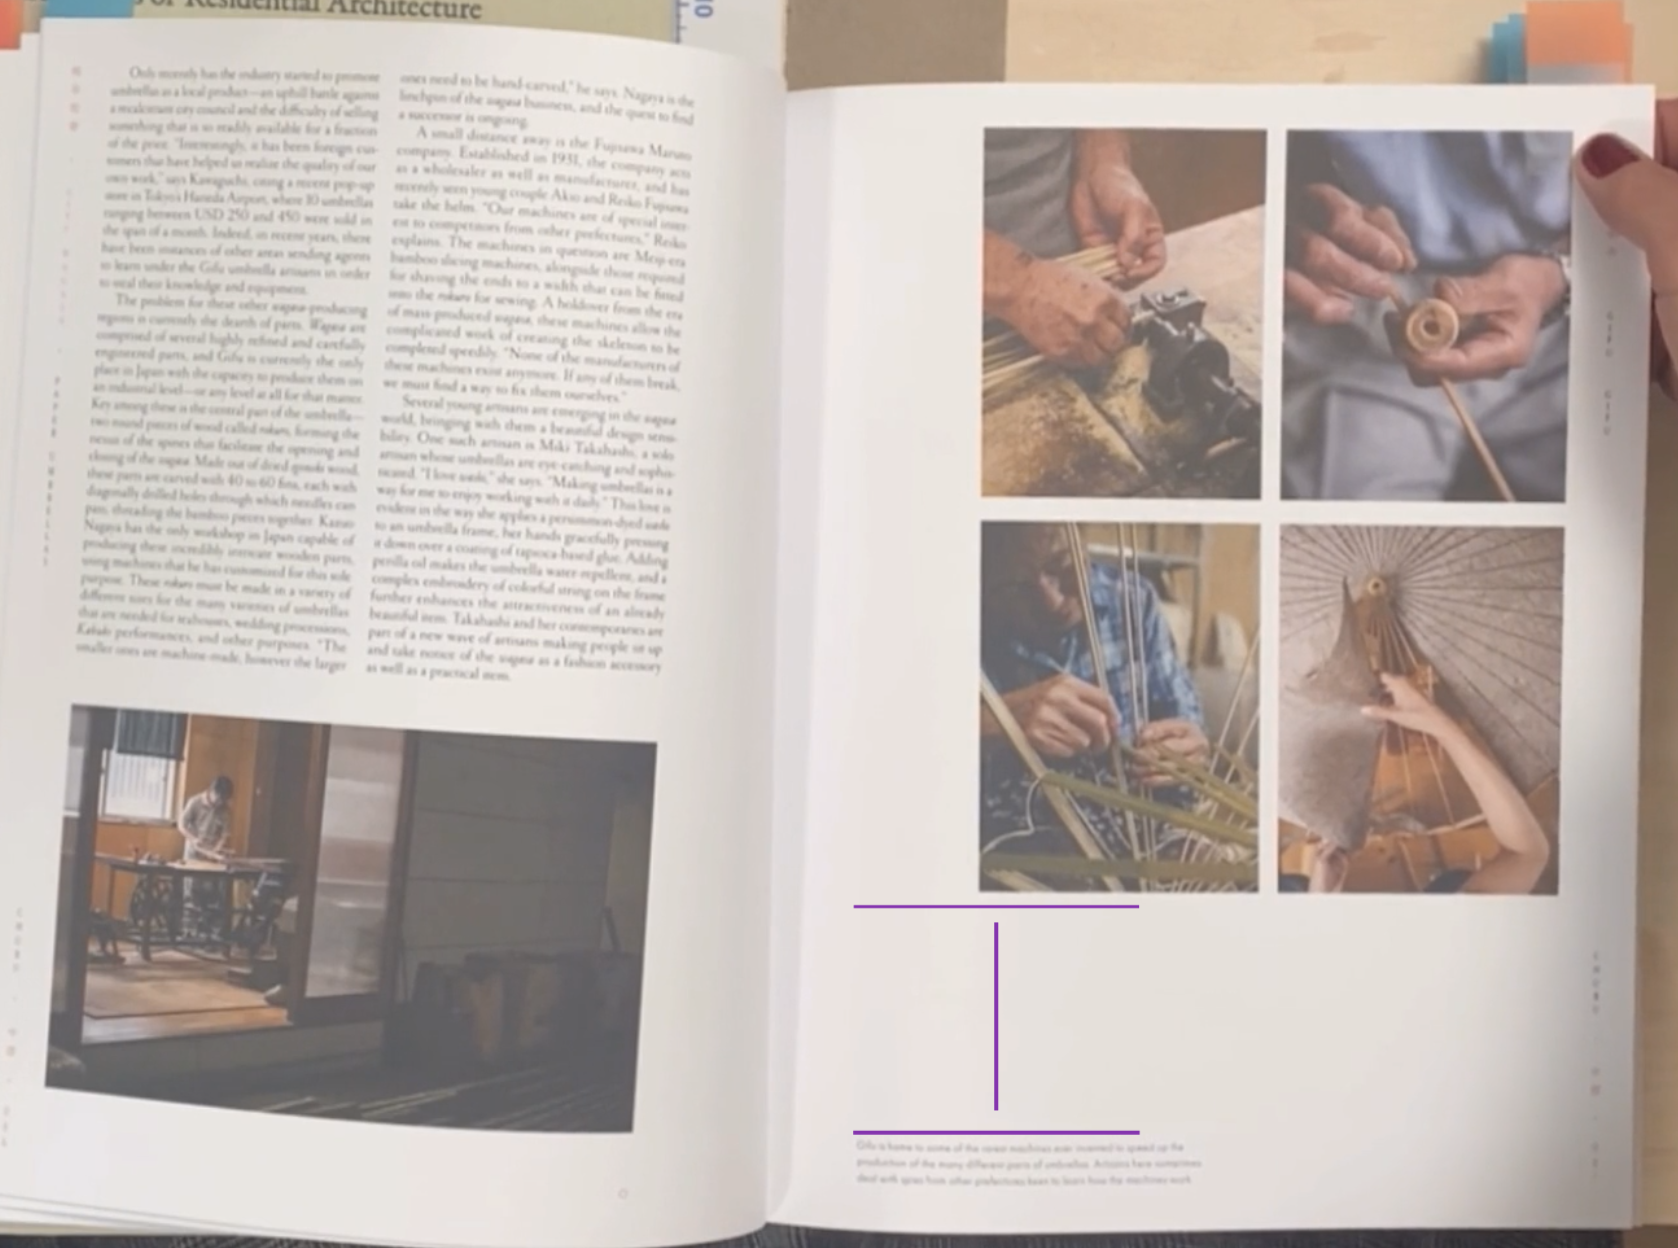 or Residential Architecture
10
Only recently has the industry started to promote
umbrellas as a local product—an uphill battle against
a recalcitrant city council and the difficulty of selling
something that is so readily available for a fraction
of the price. "Interestingly, it has been foreign cus-
tomers that have helped us realize the quality of our
own work," says Kawaguchi, citing a recent pop-up
store in Tokyo's Haneda Airport, where 10 umbrellas
ranging between USD 250 and 450 were sold in
the span of a month. Indeed, in recent years, there
have been instances of other areas sending agents
to learn under the Gifu umbrella artisans in order
to steal their knowledge and equipment.
The problem for these other wagasa-producing
regions is currently the dearth of parts. Wagasa are
comprised of several highly refined and carefully
engineered parts, and Gifu is currently the only
place in Japan with the capacity to produce them on
an industrial level—or any level at all for that matter.
Key among these is the central part of the umbrella—
two round pieces of wood called rokuro, forming the
nexus of the spines that facilitate the opening and
closing of the wagasa. Made out of dried egonoki wood,
these parts are carved with 40 to 60 fins, each with
diagonally drilled holes through which needles can
pass, threading the bamboo pieces together. Kazuo
Nagaya has the only workshop in Japan capable of
producing these incredibly intricate wooden parts,
using machines that he has customized for this sole
purpose. These rokuro must be made in a variety of
different sizes for the many varieties of umbrellas
that are needed for teahouses, wedding processions,
Kabuki performances, and other purposes. "The
smaller ones are machine-made, however the larger
ones need to be hand-carved," he says. Nagaya is the
linchpin of the wagasa business, and the quest to find
a successor is ongoing.
A small distance away is the Fujisawa Maruto
company. Established in 1931, the company acts
as a wholesaler as well as manufacturer, and has
recently seen young couple Akio and Reiko Fujisawa
take the helm. "Our machines are of special inter-
est to competitors from other prefectures," Reiko
explains. The machines in question are Meiji-era
bamboo slicing machines, alongside those required
for shaving the ends to a width that can be fitted
into the rokuro for sewing. A holdover from the era
of mass-produced wagasa, these machines allow the
complicated work of creating the skeleton to be
completed speedily. "None of the manufacturers of
these machines exist anymore. If any of them break,
we must find a way to fix them ourselves."
Several young artisans are emerging in the wagasa
world, bringing with them a beautiful design sensi-
bility. One such artisan is Miki Takahashi, a solo
artisan whose umbrellas are eye-catching and sophis-
ticated. "I love washi," she says. "Making umbrellas is a
way for me to enjoy working with it daily." This love is
evident in the way she applies a persimmon-dyed washi
to an umbrella frame, her hands gracefully pressing
it down over a coating of tapioca-based glue. Adding
perilla oil makes the umbrella water-repellent, and a
complex embroidery of colorful string on the frame
further enhances the attractiveness of an already
beautiful item. Takahashi and her contemporaries are
part of a new wave of artisans making people sit up
and take notice of the wagasa as a fashion accessory
as well as a practical item.
PAPER UMBRELLAS
GIFU GIFU
Gifu is home to some of the rarest machines ever invented to speed up the
production of the many different parts of umbrellas. Artisans here sometimes
deal with spies from other prefectures keen to learn how the machines work.